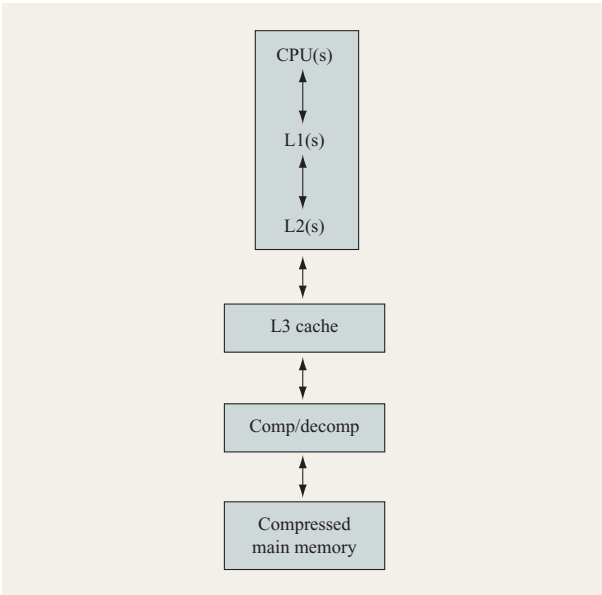 CPU(s)
L1(s)
L2(s)
L3 cache
Comp/decomp
Compressed
main memory